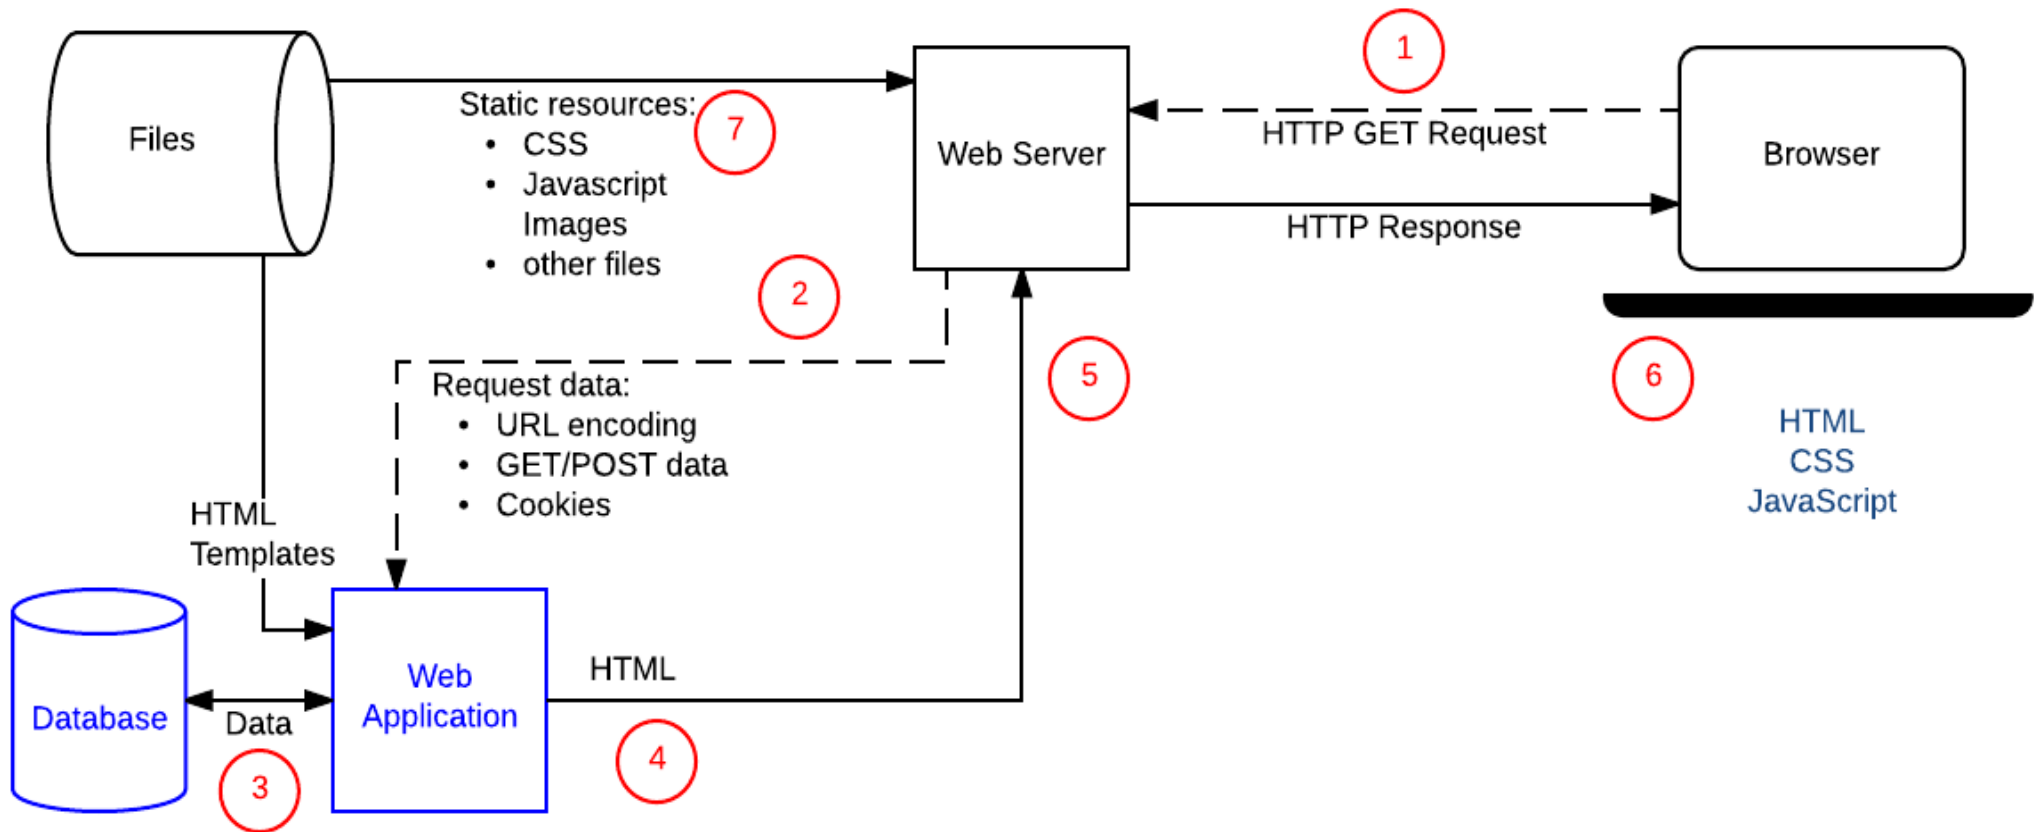 1
Files
Static resources:
• CSS
• Javascript
Images
• other files
7
Web Server
HTTP GET Request
HTTP Response
Browser
2
Request data:
• URL encoding
• GET/POST data
• Cookies
5
6
HTML
CSS
JavaScript
HTML
Templates
Database
Data
3
Web
Application
HTML
4